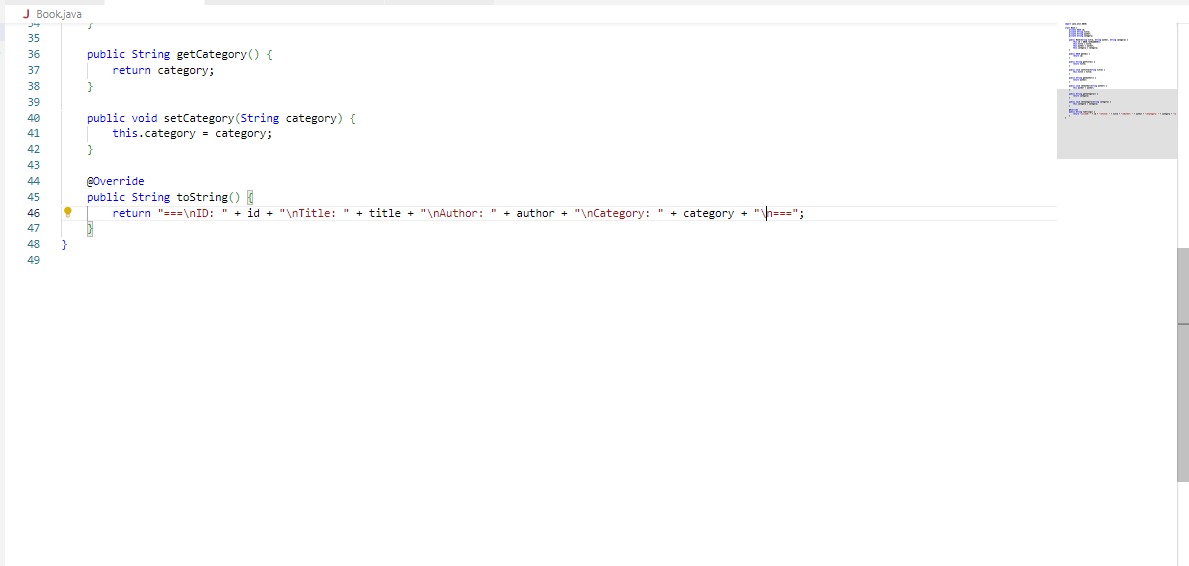 J Book.java
34 }
35
36 public String getCategory() {
37 return category;
38 }
39
40 public void setCategory(String category) {
41 this.category = category;
42 }
43
44 @Override
45 public String toString() {
46 return "===\nID: " + id + "\nTitle: " + title + "\nAuthor: " + author + "\nCategory: " + category + "\n===";
47 }
48 }
49